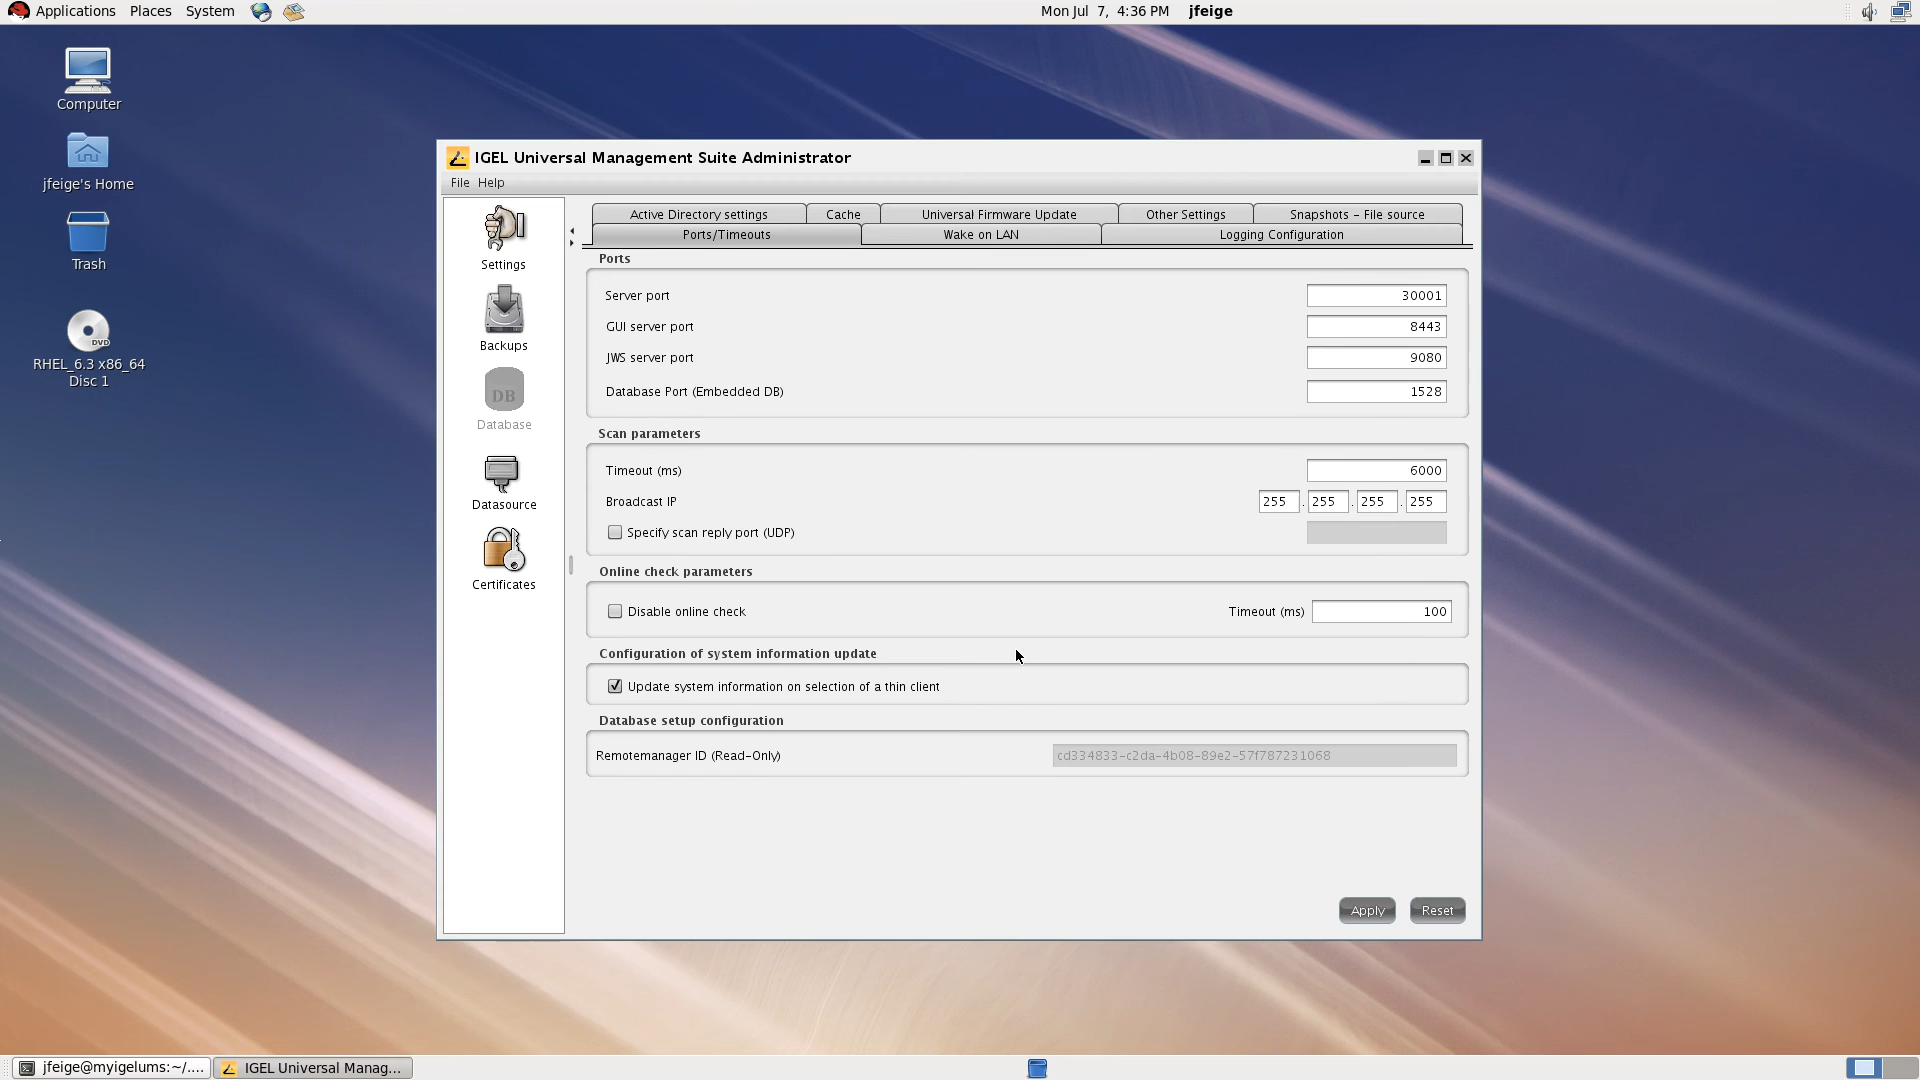 Applications Places System
Mon Jul 7, 4:36 PM jfeige
Computer
jfeige's Home
Trash
DVD
RHEL_6.3 x86_64
Disc 1
IGEL Universal Management Suite Administrator
File Help
Settings
Backups
DB
Database
Datasource
Certificates
Active Directory settings Cache Universal Firmware Update Other Settings Snapshots - File source
Ports/Timeouts Wake on LAN Logging Configuration
Ports
Server port 30001
GUI server port 8443
JWS server port 9080
Database Port (Embedded DB) 1528
Scan parameters
Timeout (ms) 6000
Broadcast IP 255 . 255 . 255 . 255
Specify scan reply port (UDP)
Online check parameters
Disable online check Timeout (ms) 100
Configuration of system information update
Update system information on selection of a thin client
Database setup configuration
Remotemanager ID (Read-Only) cd334833-c2da-4b08-89e2-57f787231068
Apply Reset
jfeige@myigelums:~/.... IGEL Universal Manag...